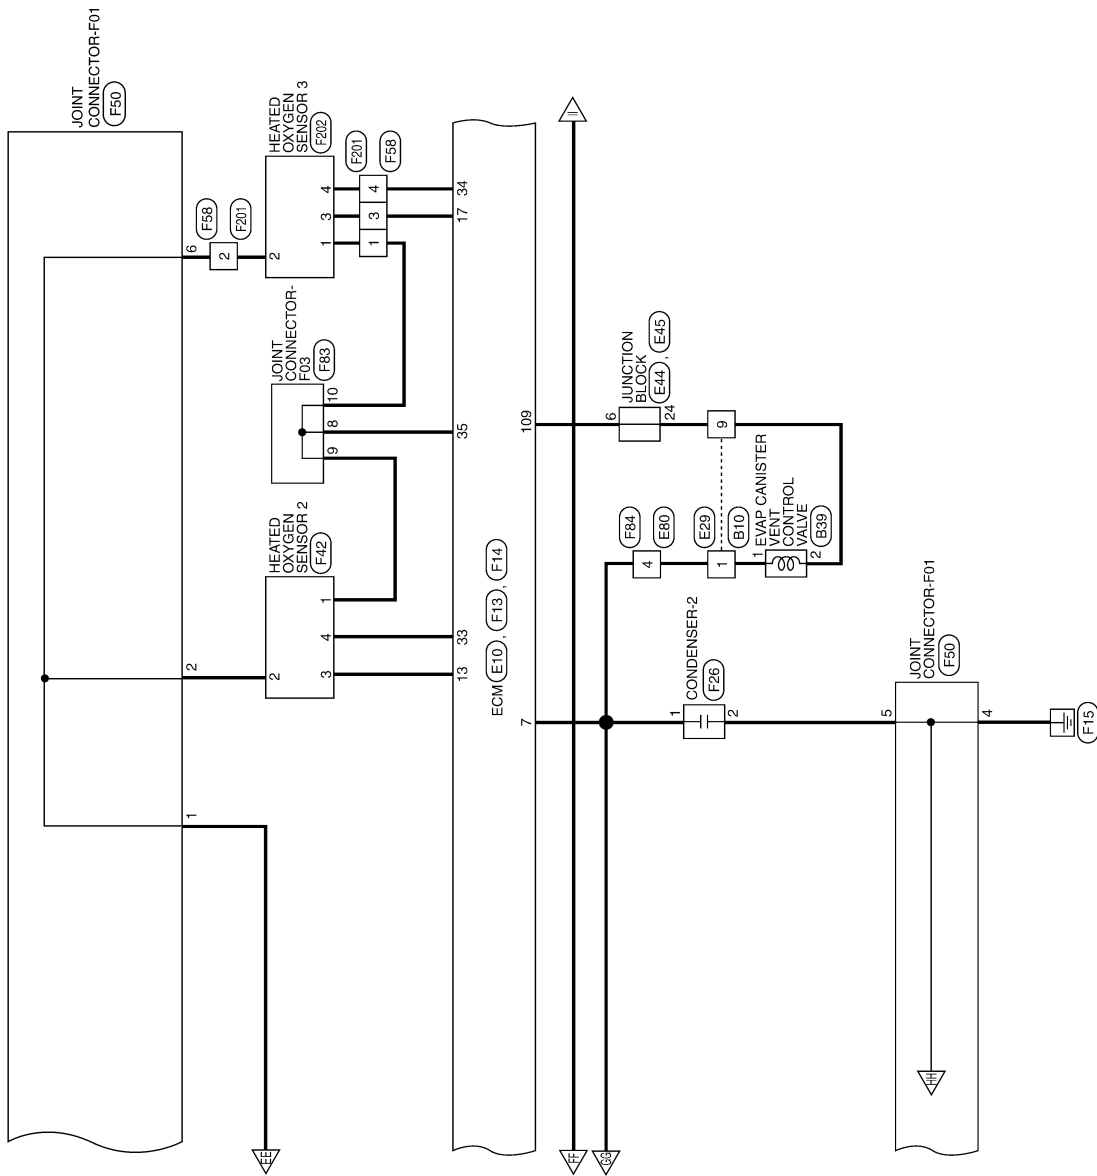 JOINT
CONNECTOR-F01
F50
6
2
1
F58
F201
2
HEATED
OXYGEN
SENSOR 3
F202
2
1
3
4
F201
F58
1
3
4
JOINT
CONNECTOR-
F03
F83
9
8
10
HEATED
OXYGEN
SENSOR 2
F42
2
3
4
1
EE
13
33
35
17
34
ECM E10 , F13 , F14
7
109
II
FF
GG
JUNCTION
BLOCK
E44 , E45
6
24
9
F84
E80
4
E29
B10
1
EVAP CANISTER
VENT
CONTROL
VALVE
B39
1
2
CONDENSER-2
F26
1
2
JOINT
CONNECTOR-F01
F50
5
4
HH
F15